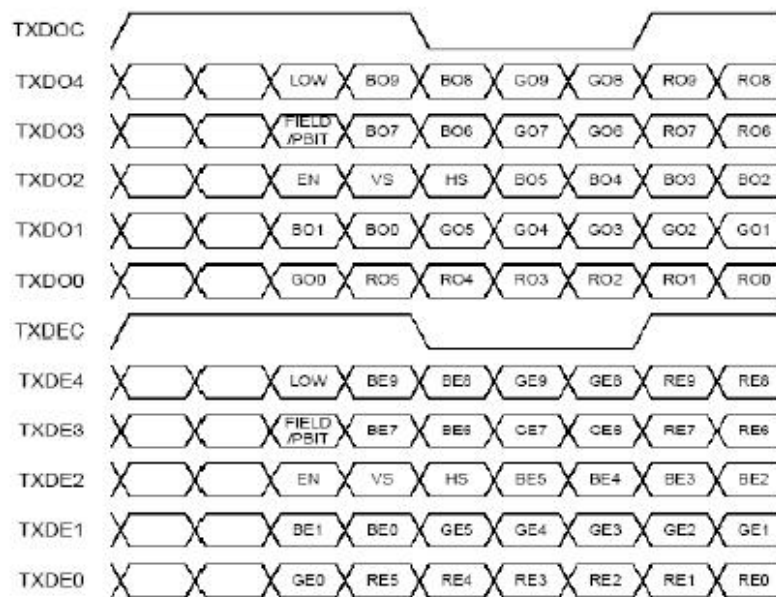 TXDOC
TXDO4 LOW BO9 BO8 GO9 GO8 RO9 RO8
TXDO3 FIELD /PBIT BO7 BO6 GO7 GO6 RO7 RO6
TXDO2 EN VS HS BO5 BO4 BO3 BO2
TXDO1 BO1 BO0 GO5 GO4 GO3 GO2 GO1
TXDO0 GO0 RO5 RO4 RO3 RO2 RO1 RO0
TXDEC
TXDE4 LOW BE9 BE8 GE9 GE8 RE9 RE8
TXDE3 FIELD /PBIT BE7 BE6 GE7 GE6 RE7 RE6
TXDE2 EN VS HS BE5 BE4 BE3 BE2
TXDE1 BE1 BE0 GE5 GE4 GE3 GE2 GE1
TXDE0 GE0 RE5 RE4 RE3 RE2 RE1 RE0